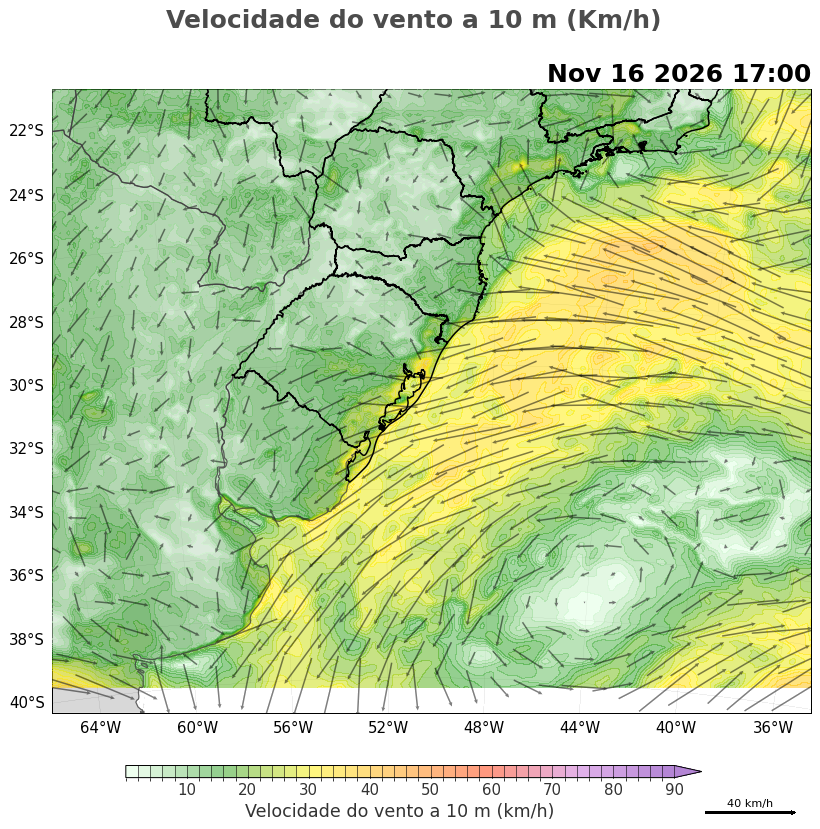 Velocidade do vento a 10 m (Km/h)
Nov 16 2026 17:00
22°S
24°S
26°S
28°S
30°S
32°S
34°S
36°S
38°S
40°S
64°W 60°W 56°W 52°W 48°W 44°W 40°W 36°W
10 20 30 40 50 60 70 80 90
Velocidade do vento a 10 m (km/h)
40 km/h